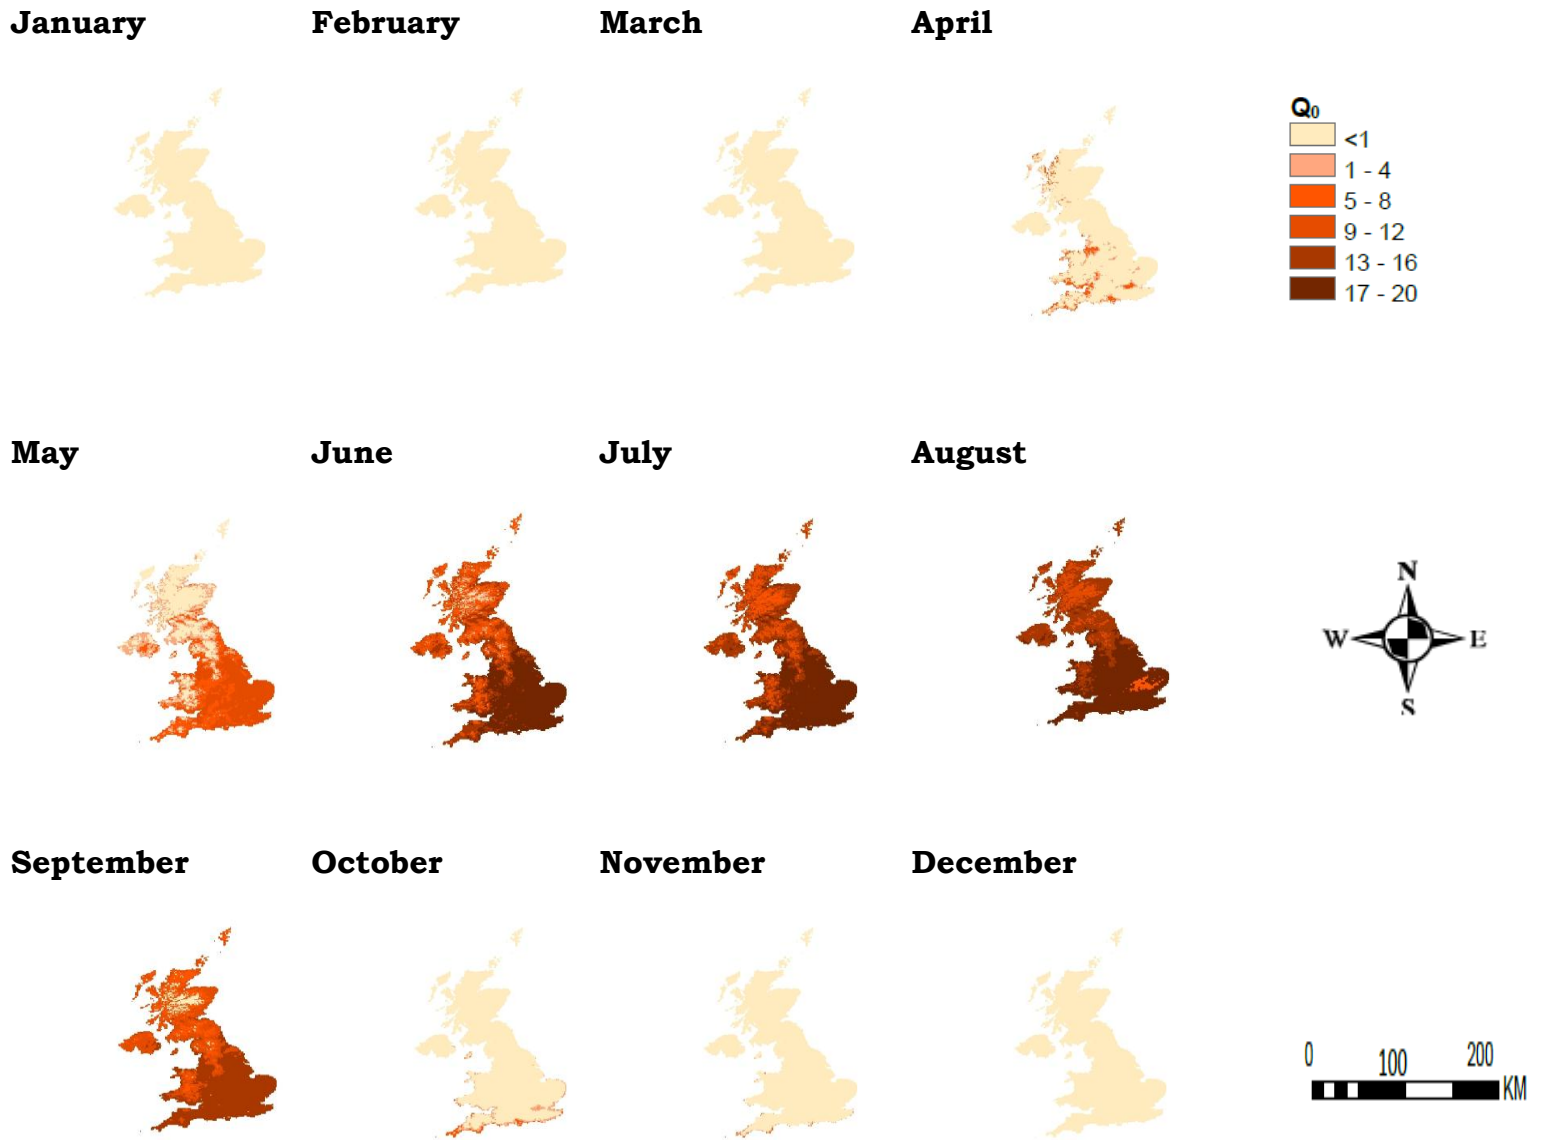 January
February
March
April
Q₀
<1
1 - 4
5 - 8
9 - 12
13 - 16
17 - 20
May
June
July
August
N
W
E
S
September
October
November
December
0
100
200
KM